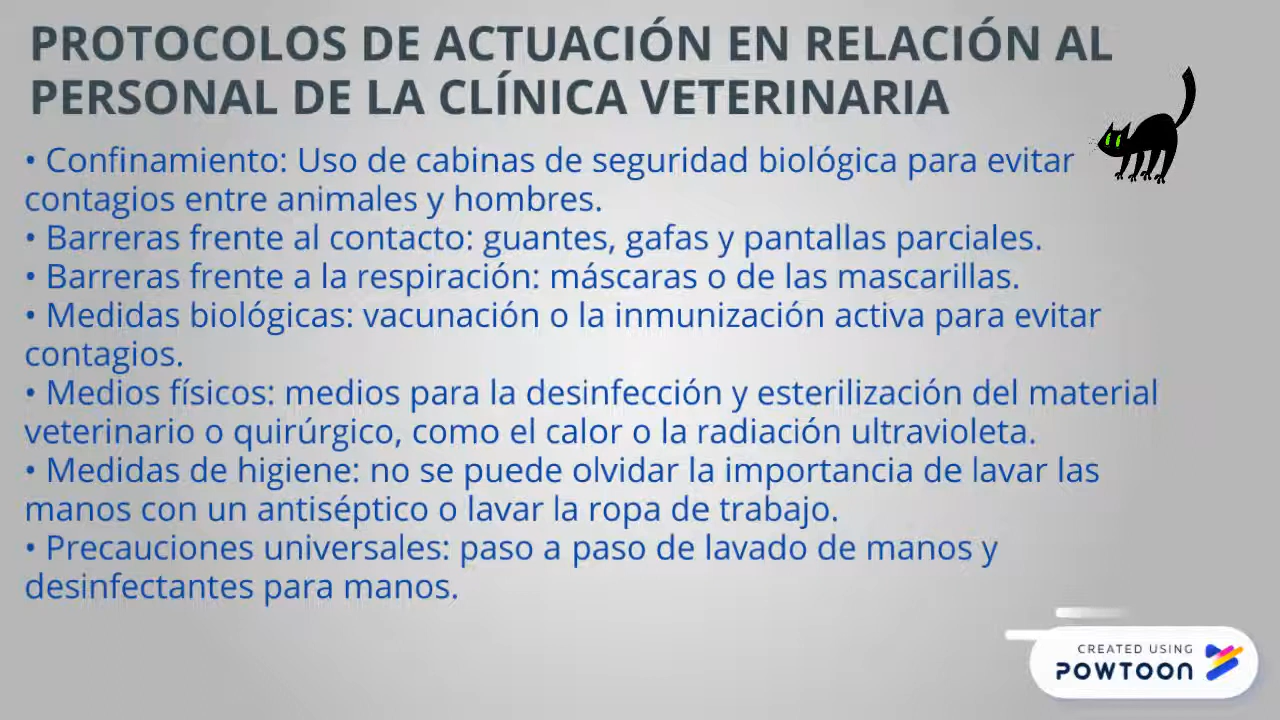 PROTOCOLOS DE ACTUACIÓN EN RELACIÓN AL
PERSONAL DE LA CLÍNICA VETERINARIA
• Confinamiento: Uso de cabinas de seguridad biológica para evitar
contagios entre animales y hombres.
• Barreras frente al contacto: guantes, gafas y pantallas parciales.
• Barreras frente a la respiración: máscaras o de las mascarillas.
• Medidas biológicas: vacunación o la inmunización activa para evitar
contagios.
• Medios físicos: medios para la desinfección y esterilización del material
veterinario o quirúrgico, como el calor o la radiación ultravioleta.
• Medidas de higiene: no se puede olvidar la importancia de lavar las
manos con un antiséptico o lavar la ropa de trabajo.
• Precauciones universales: paso a paso de lavado de manos y
desinfectantes para manos.
CREATED USING
POWTOON